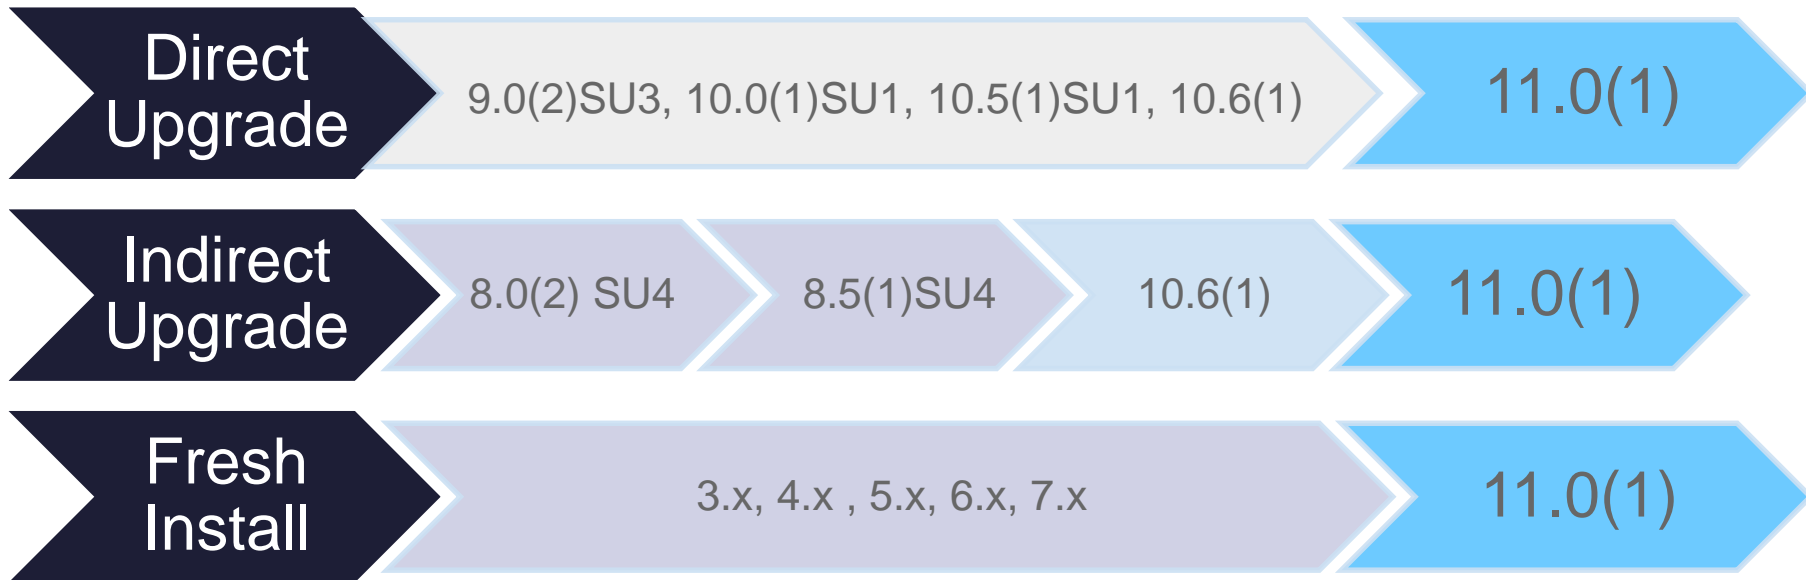 Direct
Upgrade
9.0(2)SU3, 10.0(1)SU1, 10.5(1)SU1, 10.6(1)
11.0(1)
Indirect
Upgrade
8.0(2) SU4
8.5(1)SU4
10.6(1)
11.0(1)
Fresh
Install
3.x, 4.x , 5.x, 6.x, 7.x
11.0(1)